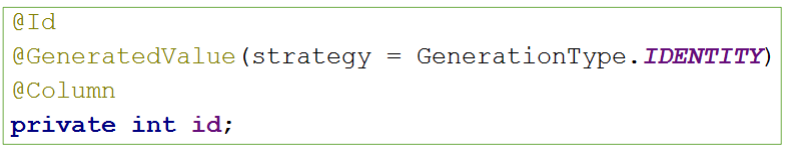 @Id
@GeneratedValue(strategy = GenerationType.IDENTITY)
@Column
private int id;